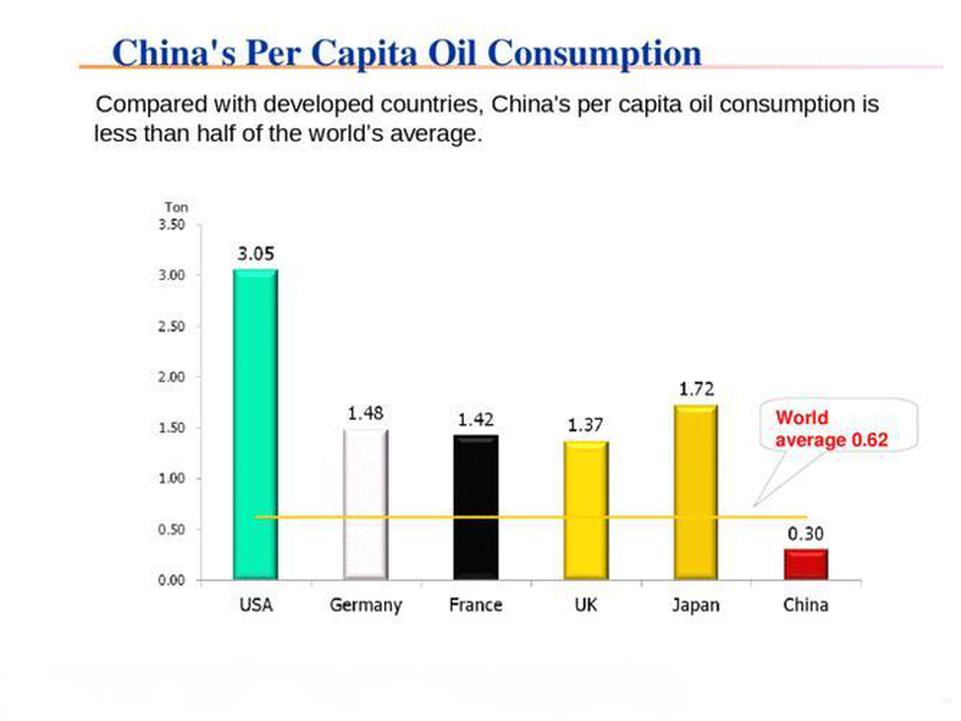 China's Per Capita Oil Consumption
Compared with developed countries, China's per capita oil consumption is
less than half of the world's average.
Ton
3.50
3.00
2.50
2.00
1.50
1.00
0.50
0.00
3.05
1.48
1.42
1.37
1.72
0.30
World
average 0.62
USA
Germany
France
UK
Japan
China